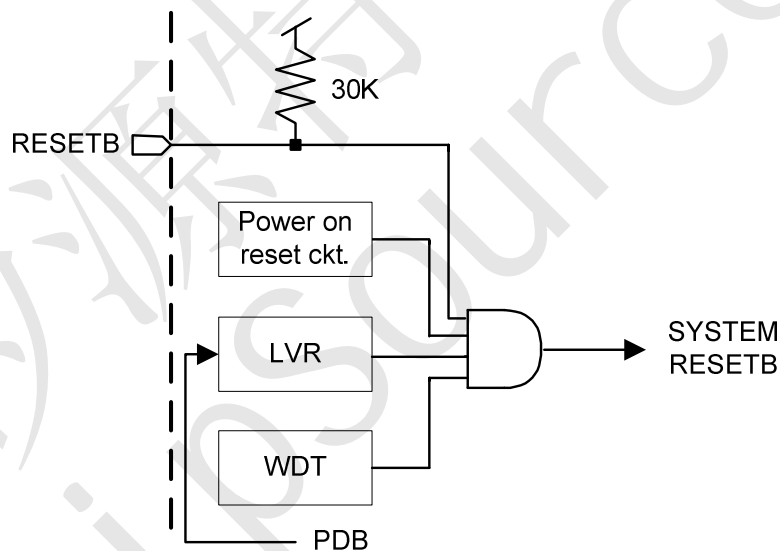 30K
RESETB
Power on
reset ckt.
LVR
WDT
PDB
SYSTEM
RESETB